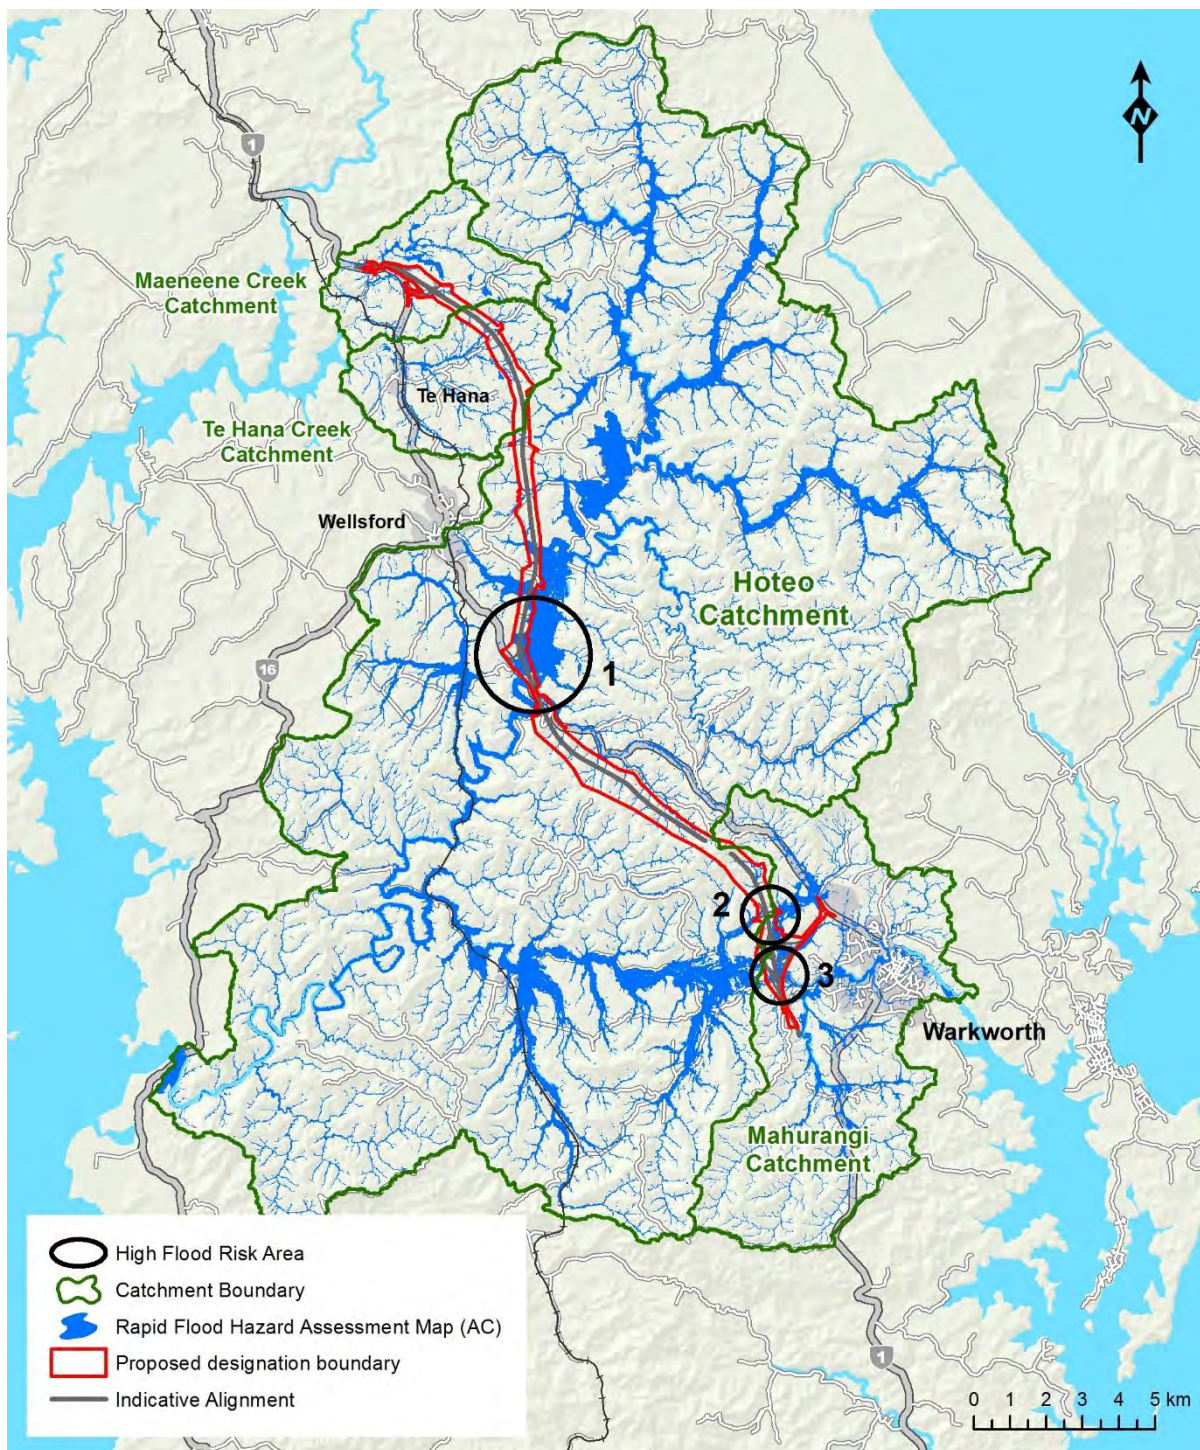 N
1
Maeneene Creek
Catchment
Te Hana
Te Hana Creek
Catchment
Wellsford
Hoteo
Catchment
1
16
2
3
Warkworth
Mahurangi
Catchment
High Flood Risk Area
Catchment Boundary
Rapid Flood Hazard Assessment Map (AC)
Proposed designation boundary
Indicative Alignment
1
0 1 2 3 4 5 km